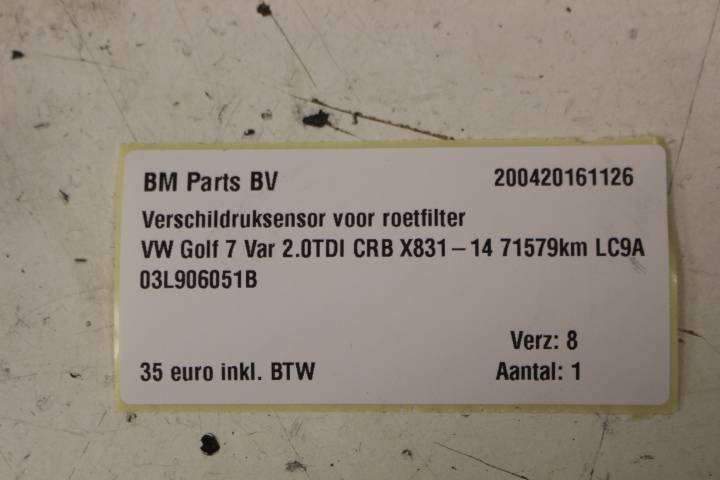 BM Parts BV 200420161126
Verschildruksensor voor roetfilter
VW Golf 7 Var 2.0TDI CRB X831-14 71579km LC9A
03L906051B
Verz: 8
35 euro inkl. BTW Aantal: 1